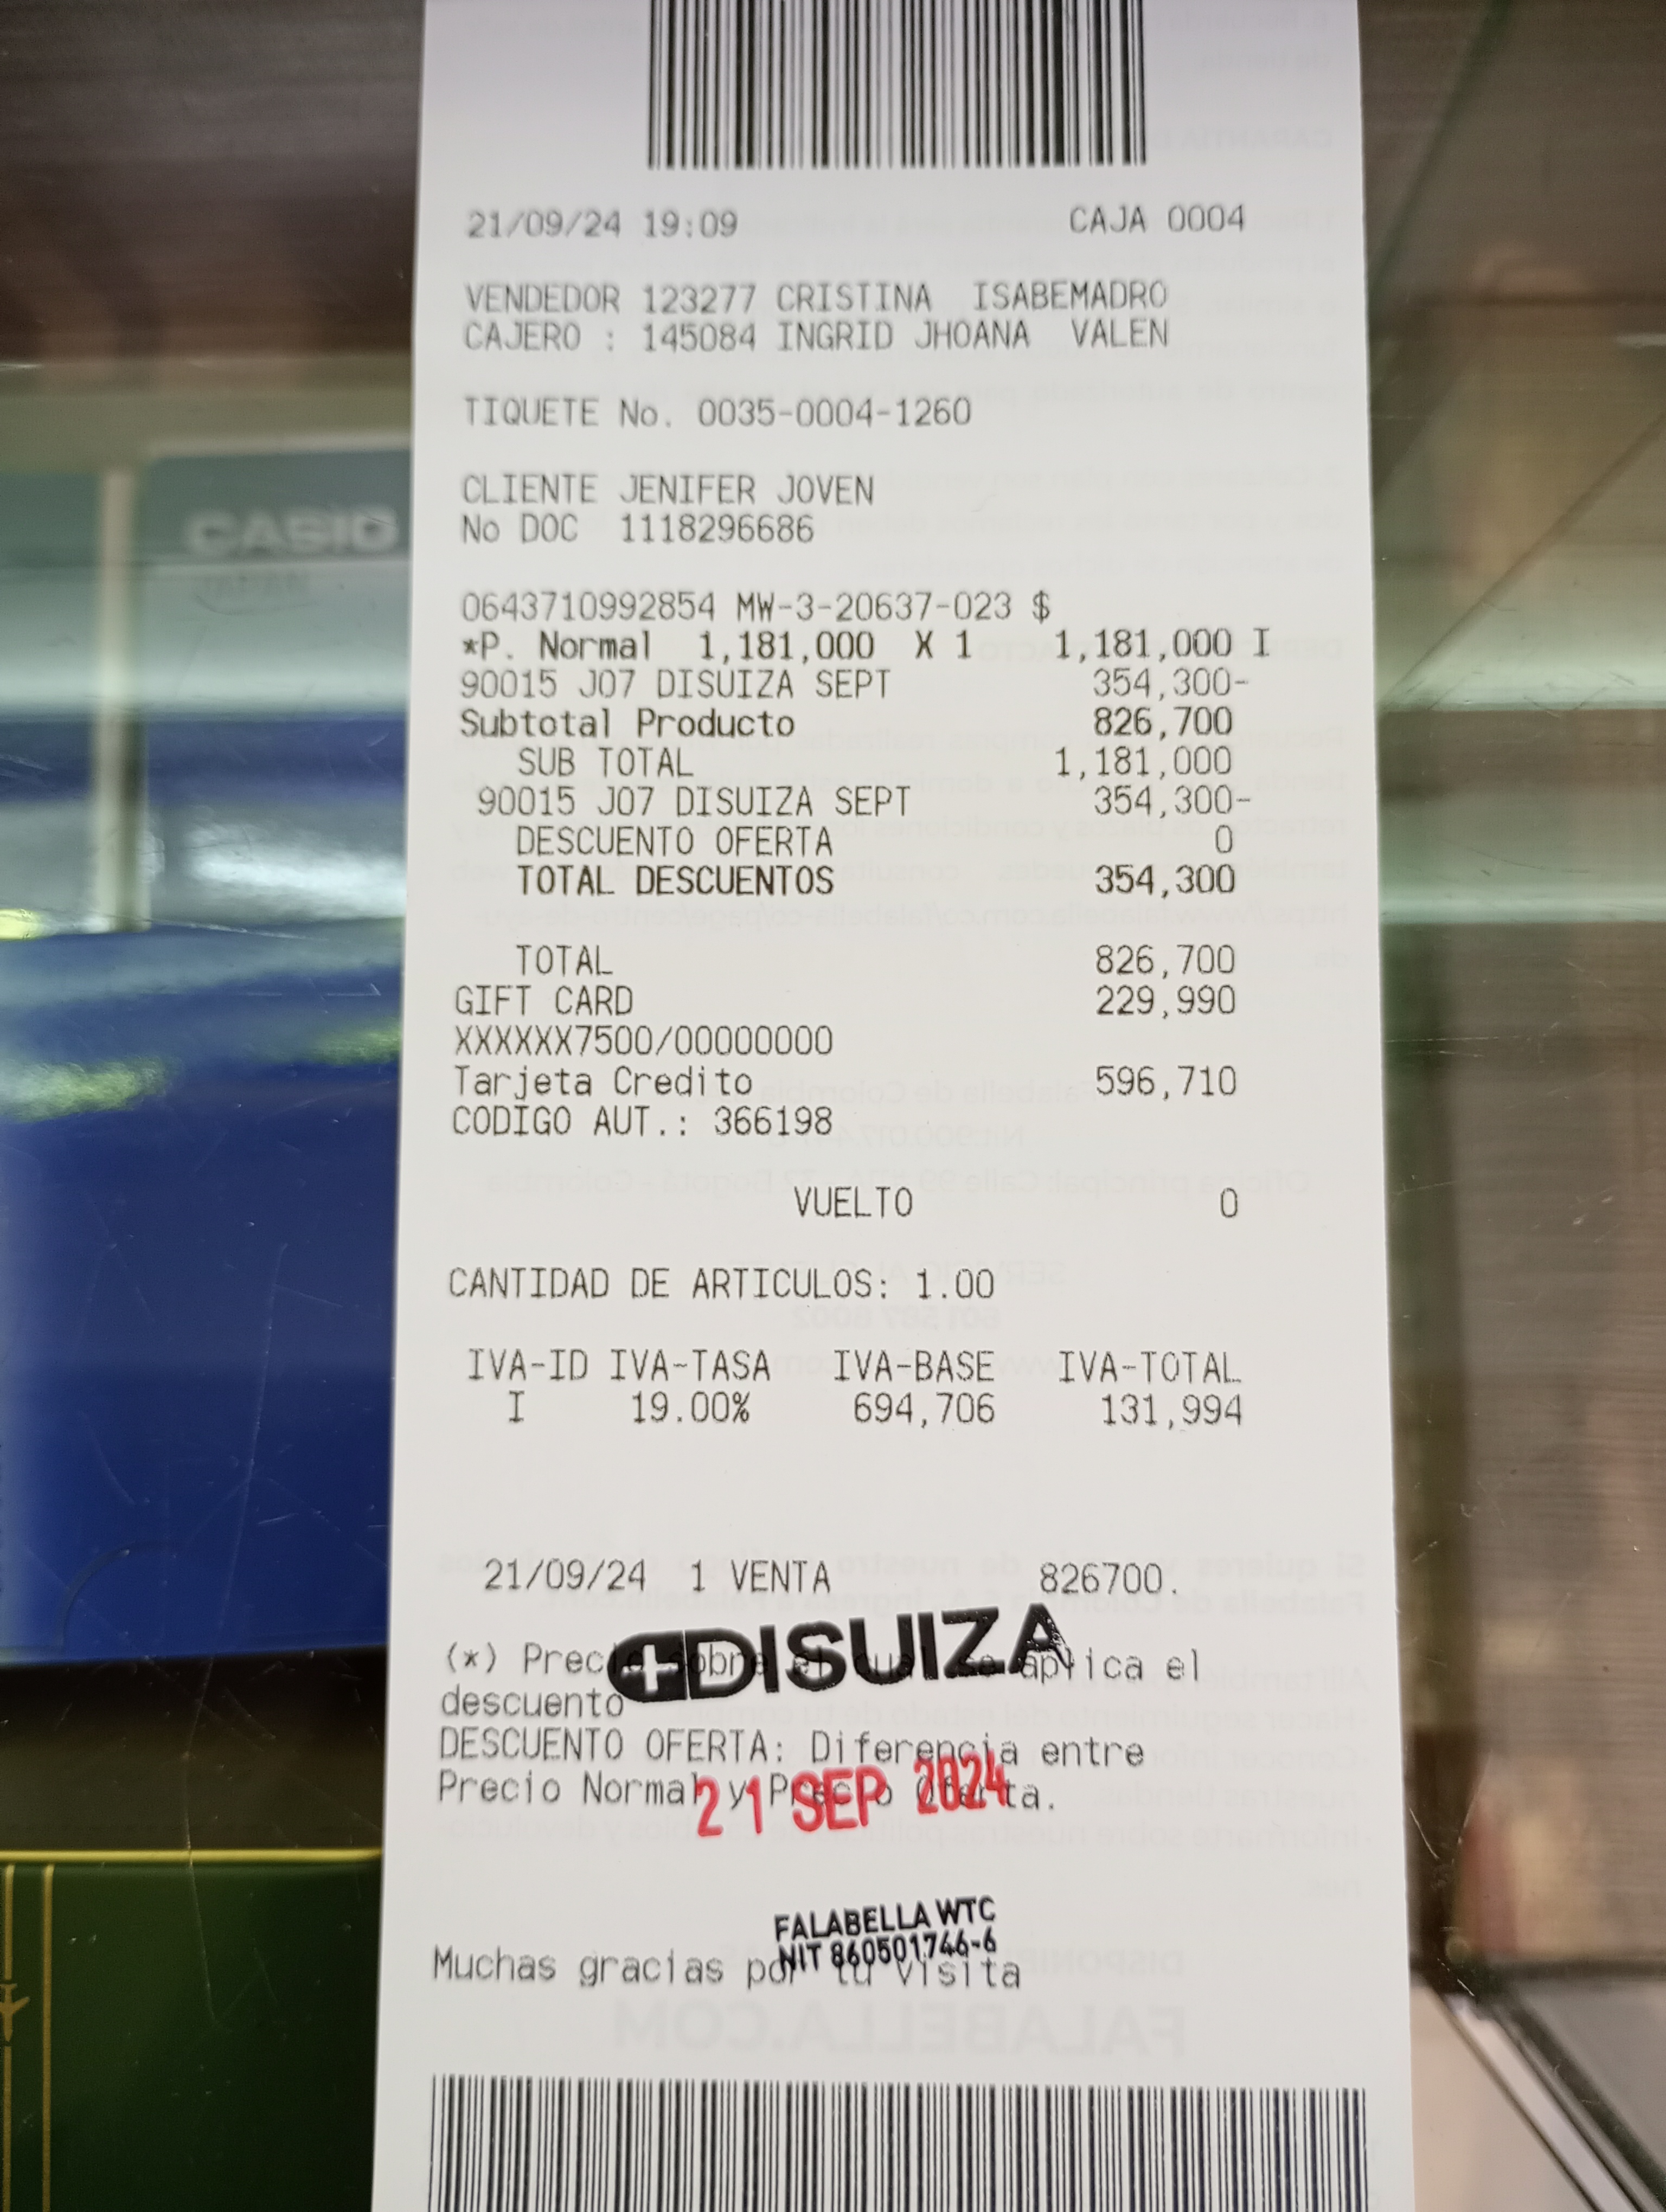 21/09/24 19:09 CAJA 0004
VENDEDOR 123277 CRISTINA ISABEMADRO
CAJERO : 145084 INGRID JHOANA VALEN
TIQUETE No. 0035-0004-1260
CLIENTE JENIFER JOVEN
No DOC 1118296686
0643710992854 MW-3-20637-023 $
*P. Normal 1,181,000 X 1 1,181,000 I
90015 J07 DISUIZA SEPT 354,300-
Subtotal Producto 826,700
SUB TOTAL 1,181,000
90015 J07 DISUIZA SEPT 354,300-
DESCUENTO OFERTA 0
TOTAL DESCUENTOS 354,300
TOTAL 826,700
GIFT CARD 229,990
XXXXXX7500/00000000
Tarjeta Credito 596,710
CODIGO AUT.: 366198
VUELTO 0
CANTIDAD DE ARTICULOS: 1.00
IVA-ID IVA-TASA IVA-BASE IVA-TOTAL
I 19.00% 694,706 131,994
21/09/24 1 VENTA 826700.
DISUIZA
(*) Precio sobre el cual se aplica el
descuento
DESCUENTO OFERTA: Diferencia entre
Precio Normal y Precio Oferta.
21 SEP 2024
FALABELLA WTC
NIT 860501746-6
Muchas gracias por tu visita
CASIO
JAPAN